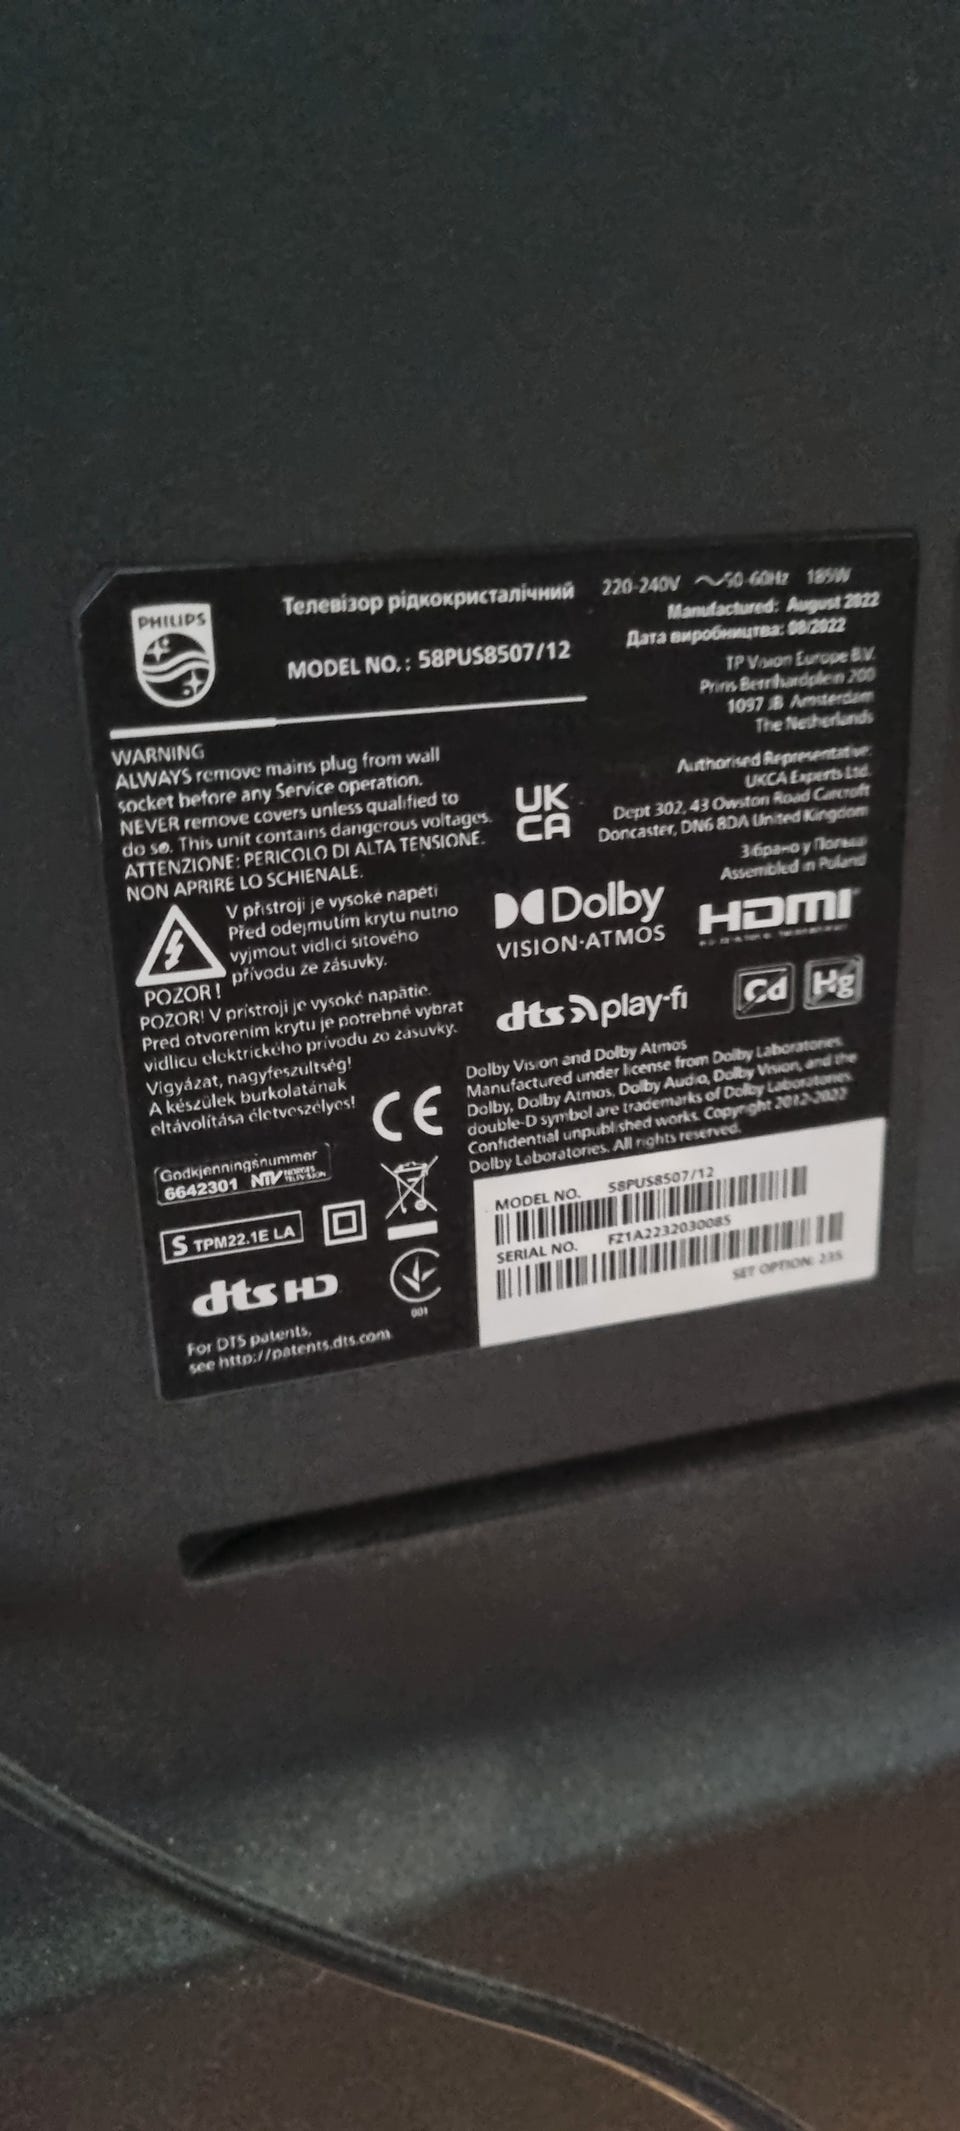 PHILIPS
Телевізор рідкокристалічний
MODEL NO.: 58PUS8507/12
220-240V ~50-60Hz 185W
Manufactured: August 2022
Дата виробництва: 08/2022
TP Vision Europe B.V.
Prins Bernhardplein 200
1097 JB Amsterdam
The Netherlands
Authorised Representative:
UKCA Experts Ltd.
Dept 302, 43 Owston Road Carcroft
Doncaster, DN6 8DA United Kingdom
Зібрано у Польщі
Assembled in Poland
WARNING
ALWAYS remove mains plug from wall
socket before any Service operation.
NEVER remove covers unless qualified to
do so. This unit contains dangerous voltages.
ATTENZIONE: PERICOLO DI ALTA TENSIONE.
NON APRIRE LO SCHIENALE.
V přístroji je vysoké napětí
Před odejmutím krytu nutno
vyjmout vidlici síťového
přívodu ze zásuvky.
POZOR!
POZOR! V prístroji je vysoké napätie.
Pred otvorením krytu je potrebné vybrat
vidlicu elektrického prívodu zo zásuvky.
Vigyázat, nagyfeszültség!
A készülek burkolatának
eltávolítása életveszélyes!
UK
CA
Dolby
VISION·ATMOS
HDMI
dts play-fi
Cd
Hg
Dolby Vision and Dolby Atmos
Manufactured under license from Dolby Laboratories.
Dolby, Dolby Atmos, Dolby Audio, Dolby Vision, and the
double-D symbol are trademarks of Dolby Laboratories.
Confidential unpublished works. Copyright 2012-2022
Dolby Laboratories. All rights reserved.
CE
Godkjenningsnummer
6642301 NTV NORGES TELEVISJON
S TPM22.1E LA
dts HD
001
For DTS patents,
see http://patents.dts.com
MODEL NO. 58PUS8507/12
SERIAL NO. FZ1A2232030085
SET OPTION: 23S